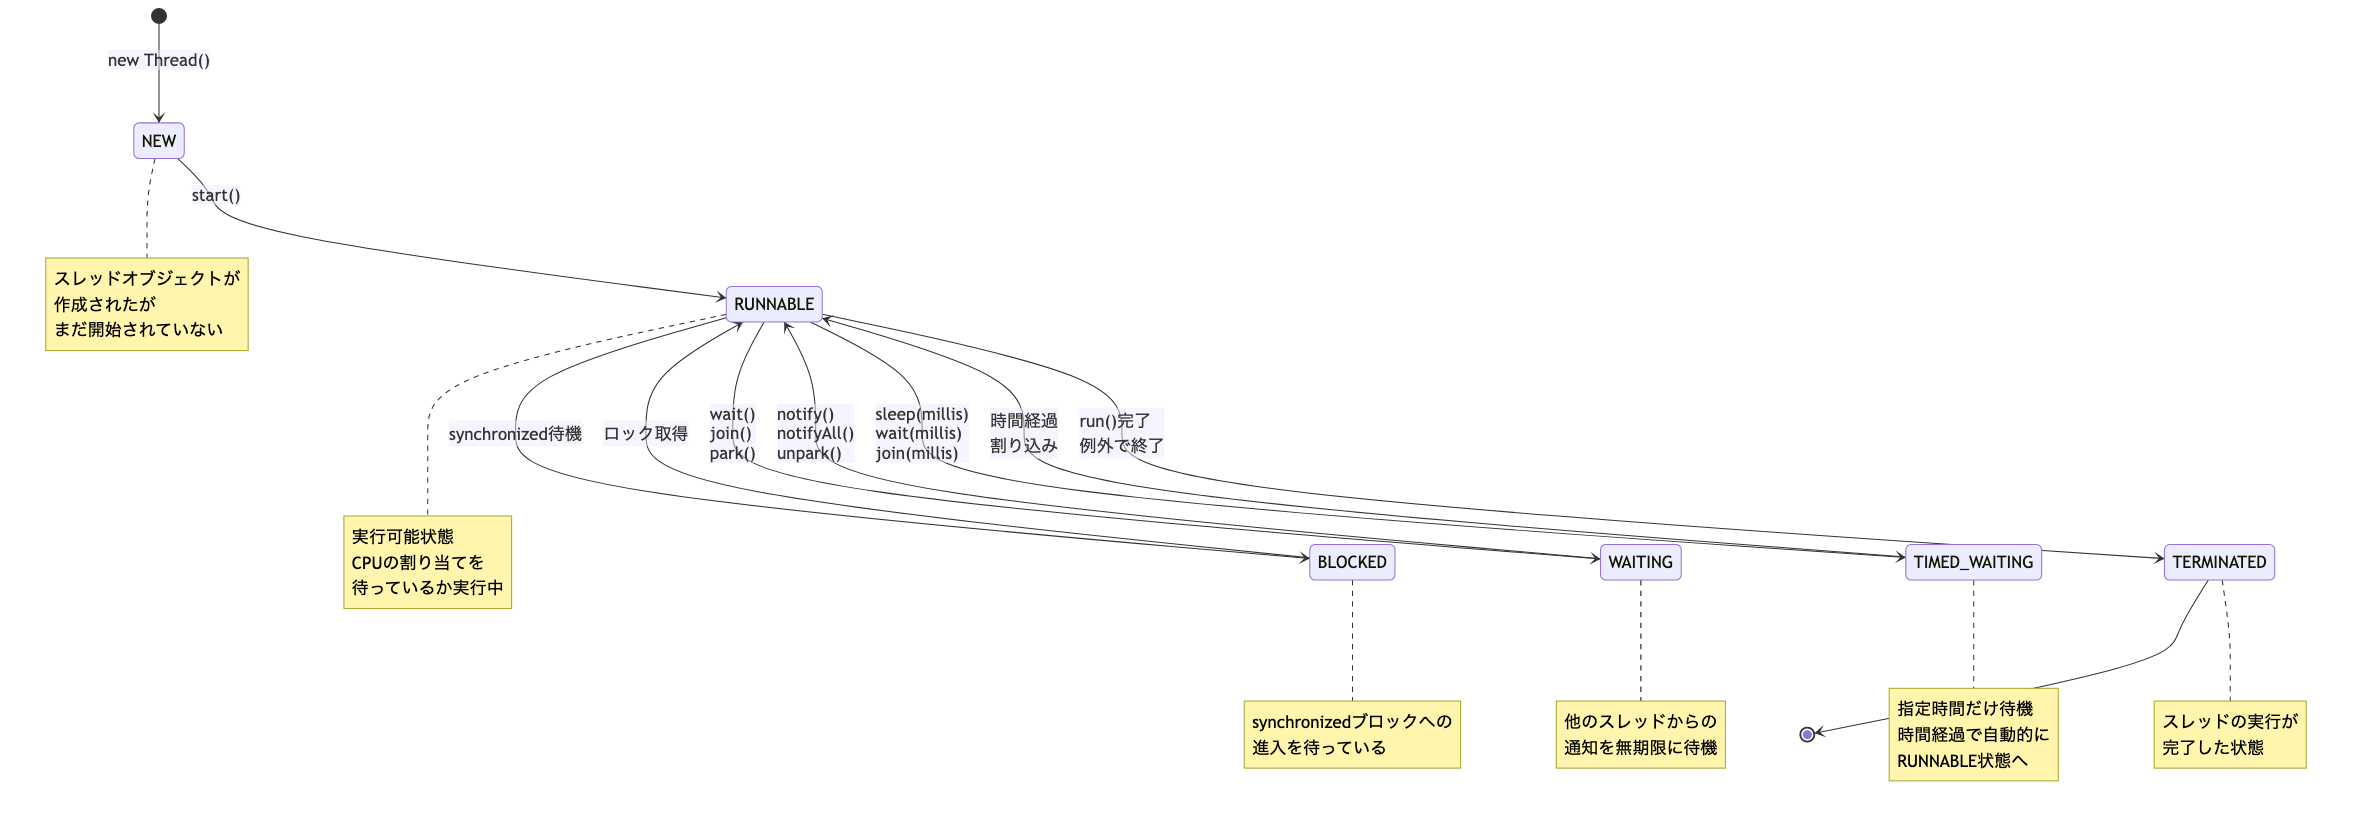 new Thread()
NEW
start()
スレッドオブジェクトが
作成されたが
まだ開始されていない
RUNNABLE
synchronized待機
ロック取得
wait()
join()
park()
notify()
notifyAll()
unpark()
sleep(millis)
wait(millis)
join(millis)
時間経過
割り込み
run()完了
例外で終了
実行可能状態
CPUの割り当てを
待っているか実行中
BLOCKED
WAITING
TIMED_WAITING
TERMINATED
synchronizedブロックへの
進入を待っている
他のスレッドからの
通知を無期限に待機
指定時間だけ待機
時間経過で自動的に
RUNNABLE状態へ
スレッドの実行が
完了した状態